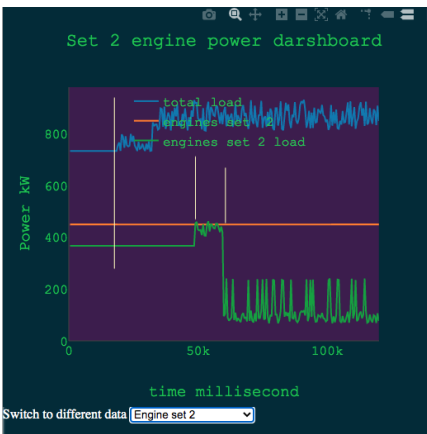 Set 2 engine power darshboard
total load
engines set 2
engines set 2 load
Power kW
800
600
400
200
0
0
50k
100k
time millisecond
Switch to different data Engine set 2